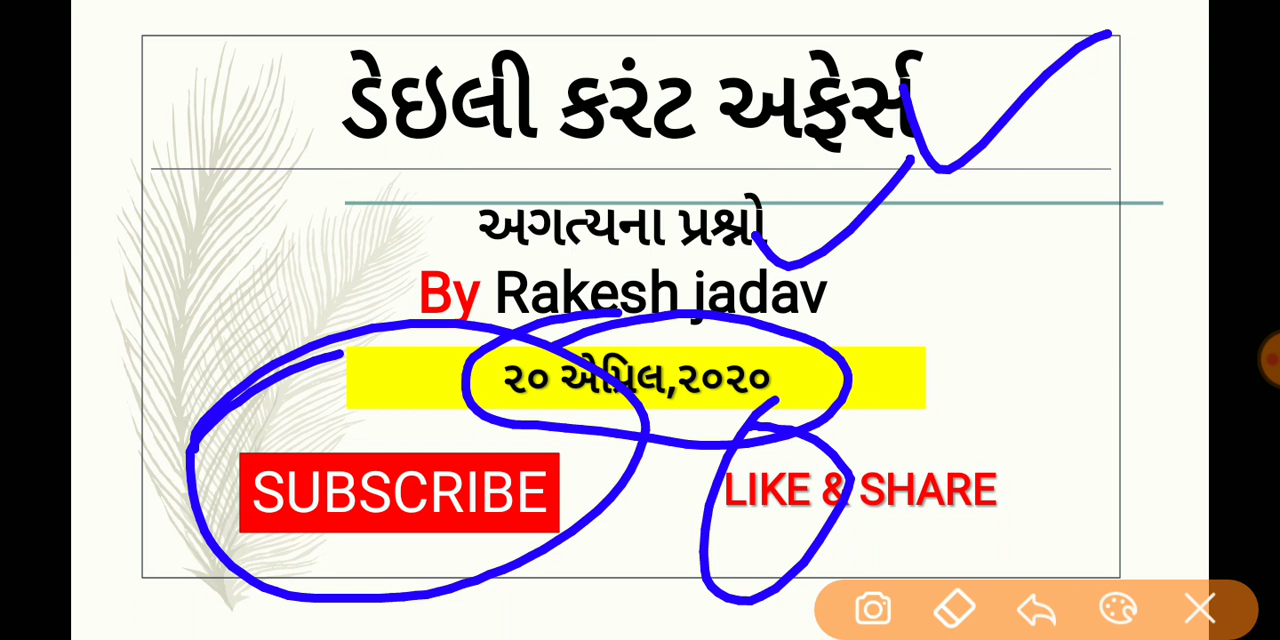 ડેઇલી કરંટ અફેર્સ
અગત્યના પ્રશ્નો
By Rakesh jadav
૨૦ એપ્રિલ,૨૦૨૦
SUBSCRIBE
LIKE & SHARE